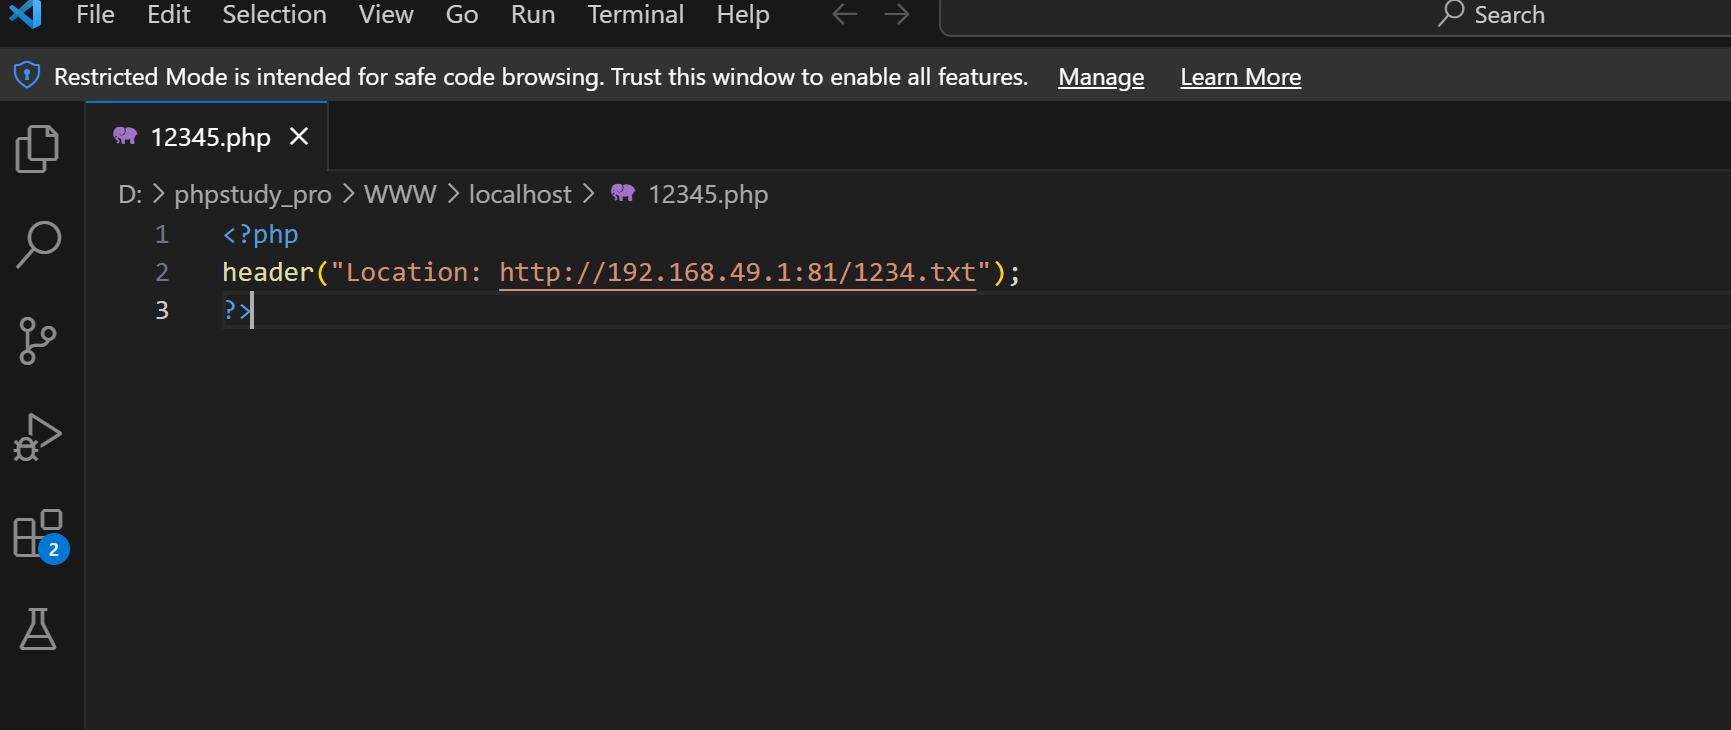 File Edit Selection View Go Run Terminal Help Search
Restricted Mode is intended for safe code browsing. Trust this window to enable all features. Manage Learn More
12345.php
D: > phpstudy_pro > WWW > localhost > 12345.php
1 <?php
2 header("Location: http://192.168.49.1:81/1234.txt");
3 ?>
2